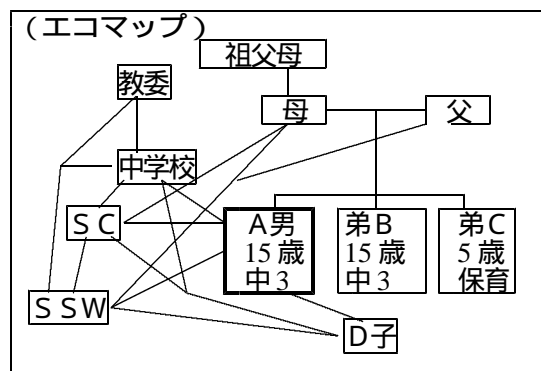 （エコマップ）
祖父母
教委
母
父
中学校
ＳＣ
Ａ男
15歳
中3
弟Ｂ
15歳
中3
弟Ｃ
5歳
保育
ＳＳＷ
Ｄ子